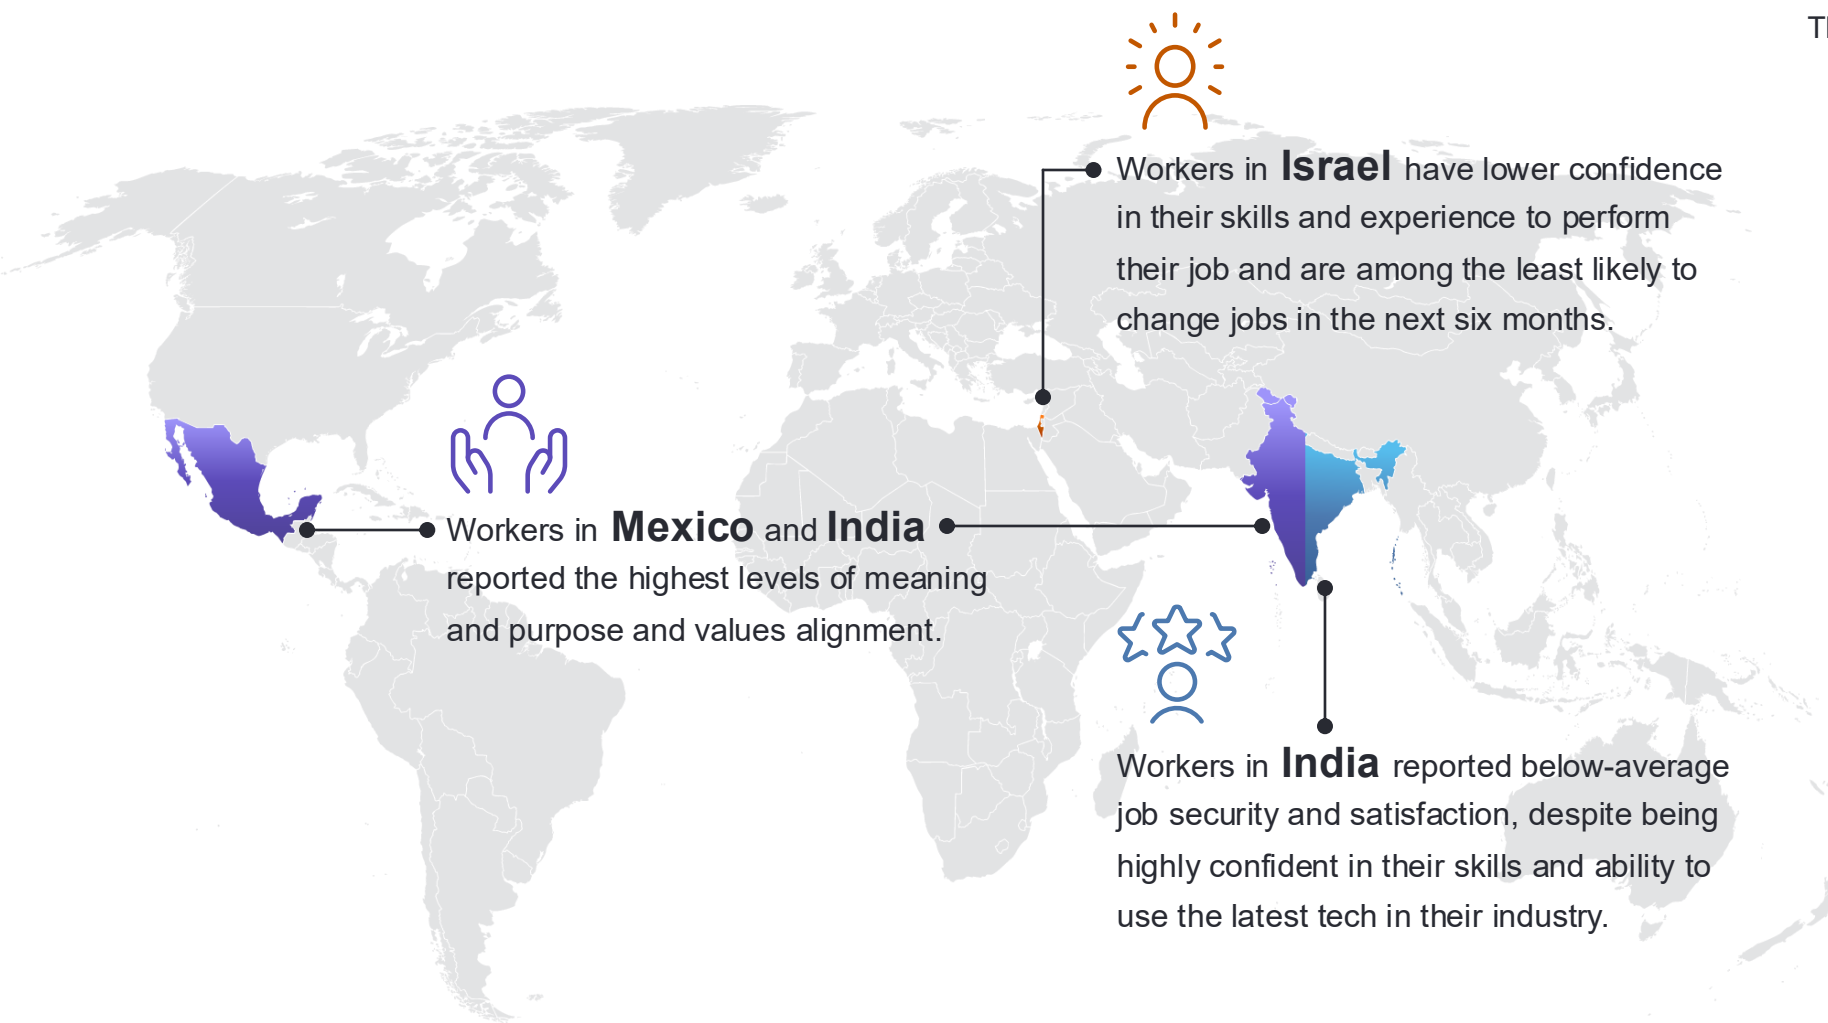 Workers in Israel have lower confidence
in their skills and experience to perform
their job and are among the least likely to
change jobs in the next six months.
Workers in Mexico and India
reported the highest levels of meaning
and purpose and values alignment.
Workers in India reported below-average
job security and satisfaction, despite being
highly confident in their skills and ability to
use the latest tech in their industry.